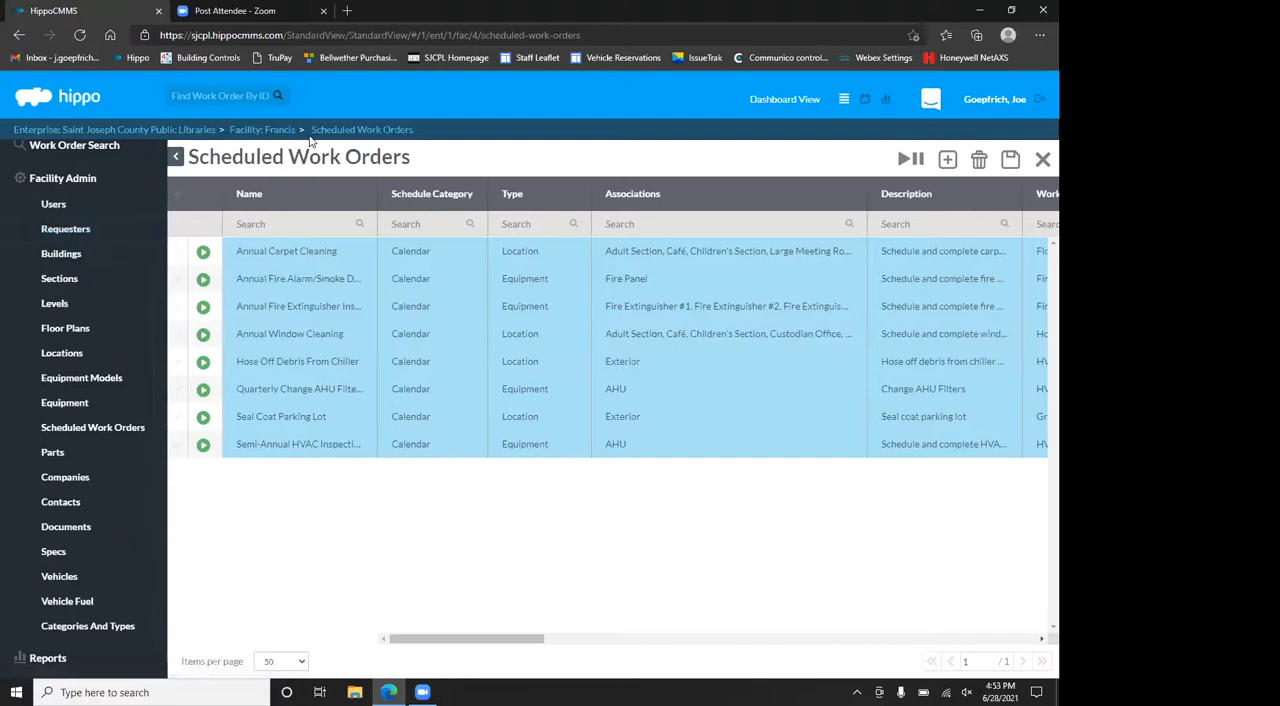 HippoCMMS
Post Attendee - Zoom
https://sjcpl.hippocmms.com/StandardView/StandardView/#/1/ent/1/fac/4/scheduled-work-orders
Inbox - j.goepfrich... Hippo Building Controls TruPay Bellwether Purchasi... SJCPL Homepage Staff Leaflet Vehicle Reservations IssueTrak Communico control... Webex Settings Honeywell NetAXS
hippo
Find Work Order By ID
Dashboard View
Goepfrich, Joe
Enterprise: Saint Joseph County Public Libraries > Facility: Francis > Scheduled Work Orders
Work Order Search
Facility Admin
Users
Requesters
Buildings
Sections
Levels
Floor Plans
Locations
Equipment Models
Equipment
Scheduled Work Orders
Parts
Companies
Contacts
Documents
Specs
Vehicles
Vehicle Fuel
Categories And Types
Reports
Scheduled Work Orders
Name Schedule Category Type Associations Description Work
Search Search Search Search Search
Annual Carpet Cleaning Calendar Location Adult Section, Café, Children's Section, Large Meeting Ro... Schedule and complete carp... Flo
Annual Fire Alarm/Smoke D... Calendar Equipment Fire Panel Schedule and complete fire ... Fir
Annual Fire Extinguisher Ins... Calendar Equipment Fire Extinguisher #1, Fire Extinguisher #2, Fire Extinguis... Schedule and complete fire ... Fir
Annual Window Cleaning Calendar Location Adult Section, Café, Children's Section, Custodian Office, ... Schedule and complete wind... Ho
Hose Off Debris From Chiller Calendar Location Exterior Hose off debris from chiller ... HV
Quarterly Change AHU Filte... Calendar Equipment AHU Change AHU Filters HV
Seal Coat Parking Lot Calendar Location Exterior Seal coat parking lot Gr
Semi-Annual HVAC Inspecti... Calendar Equipment AHU Schedule and complete HVA... HV
Items per page 50
1 / 1
Type here to search
4:53 PM
6/28/2021